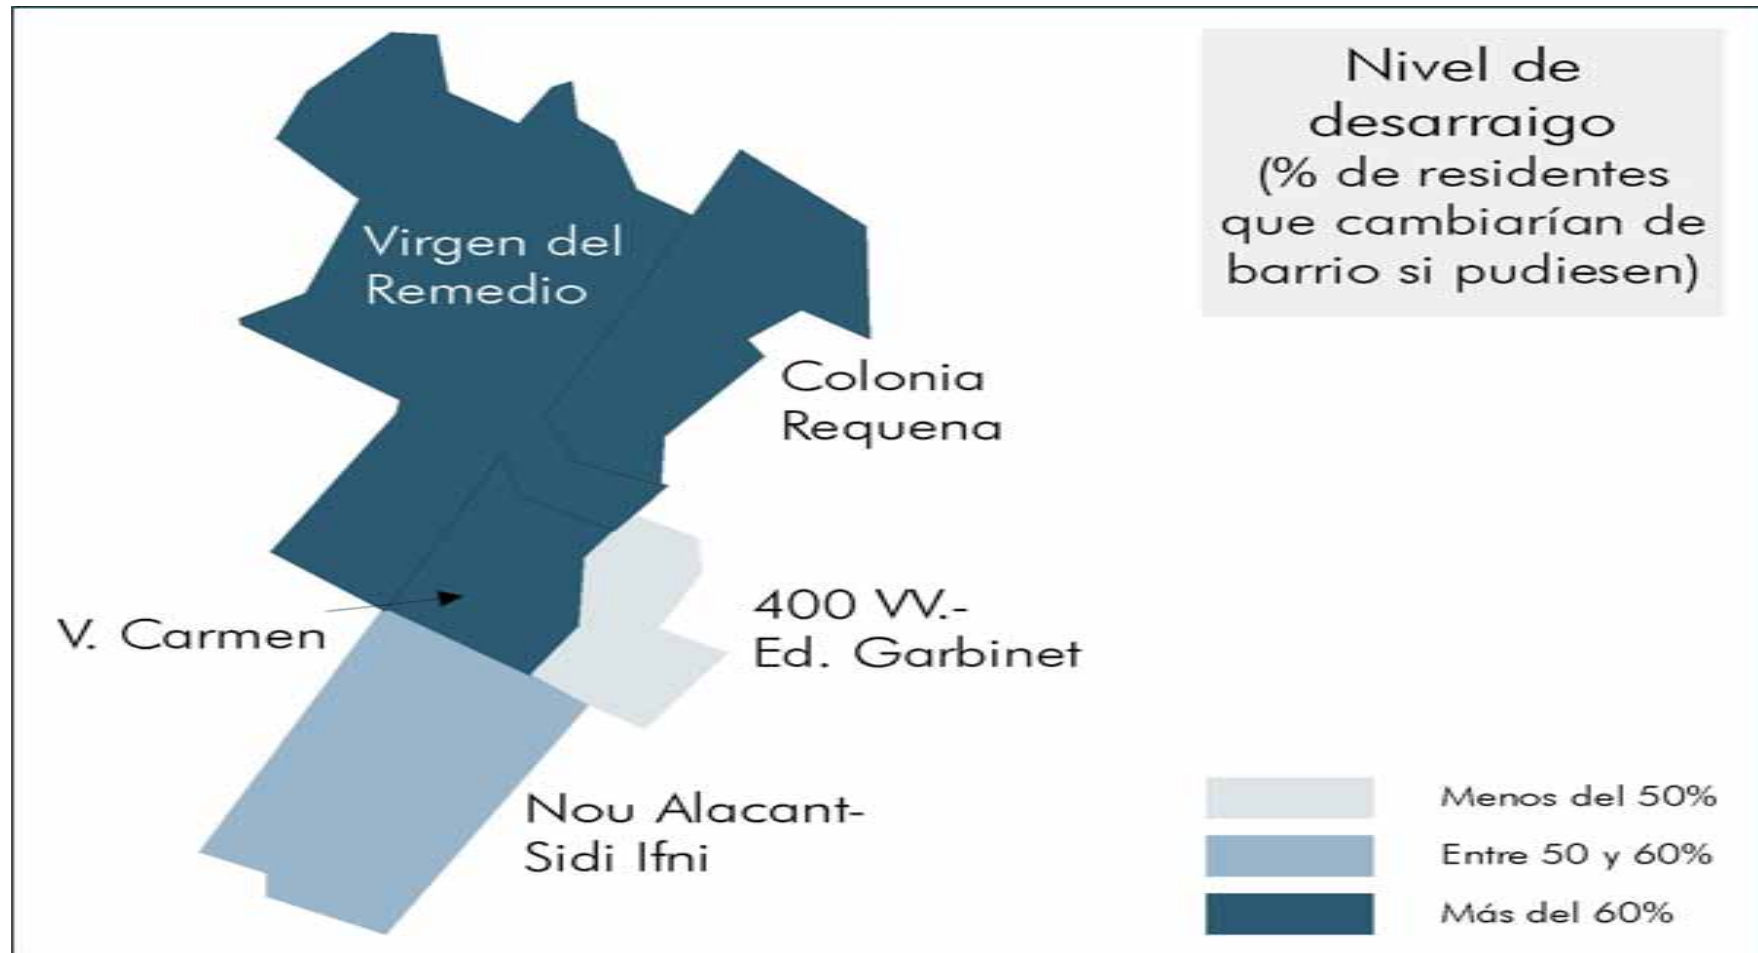 Nivel de
desarraigo
(% de residentes
que cambiarían de
barrio si pudiesen)
Virgen del
Remedio
Colonia
Requena
400 VV.-
Ed. Garbinet
V. Carmen
Nou Alacant-
Sidi Ifni
Menos del 50%
Entre 50 y 60%
Más del 60%